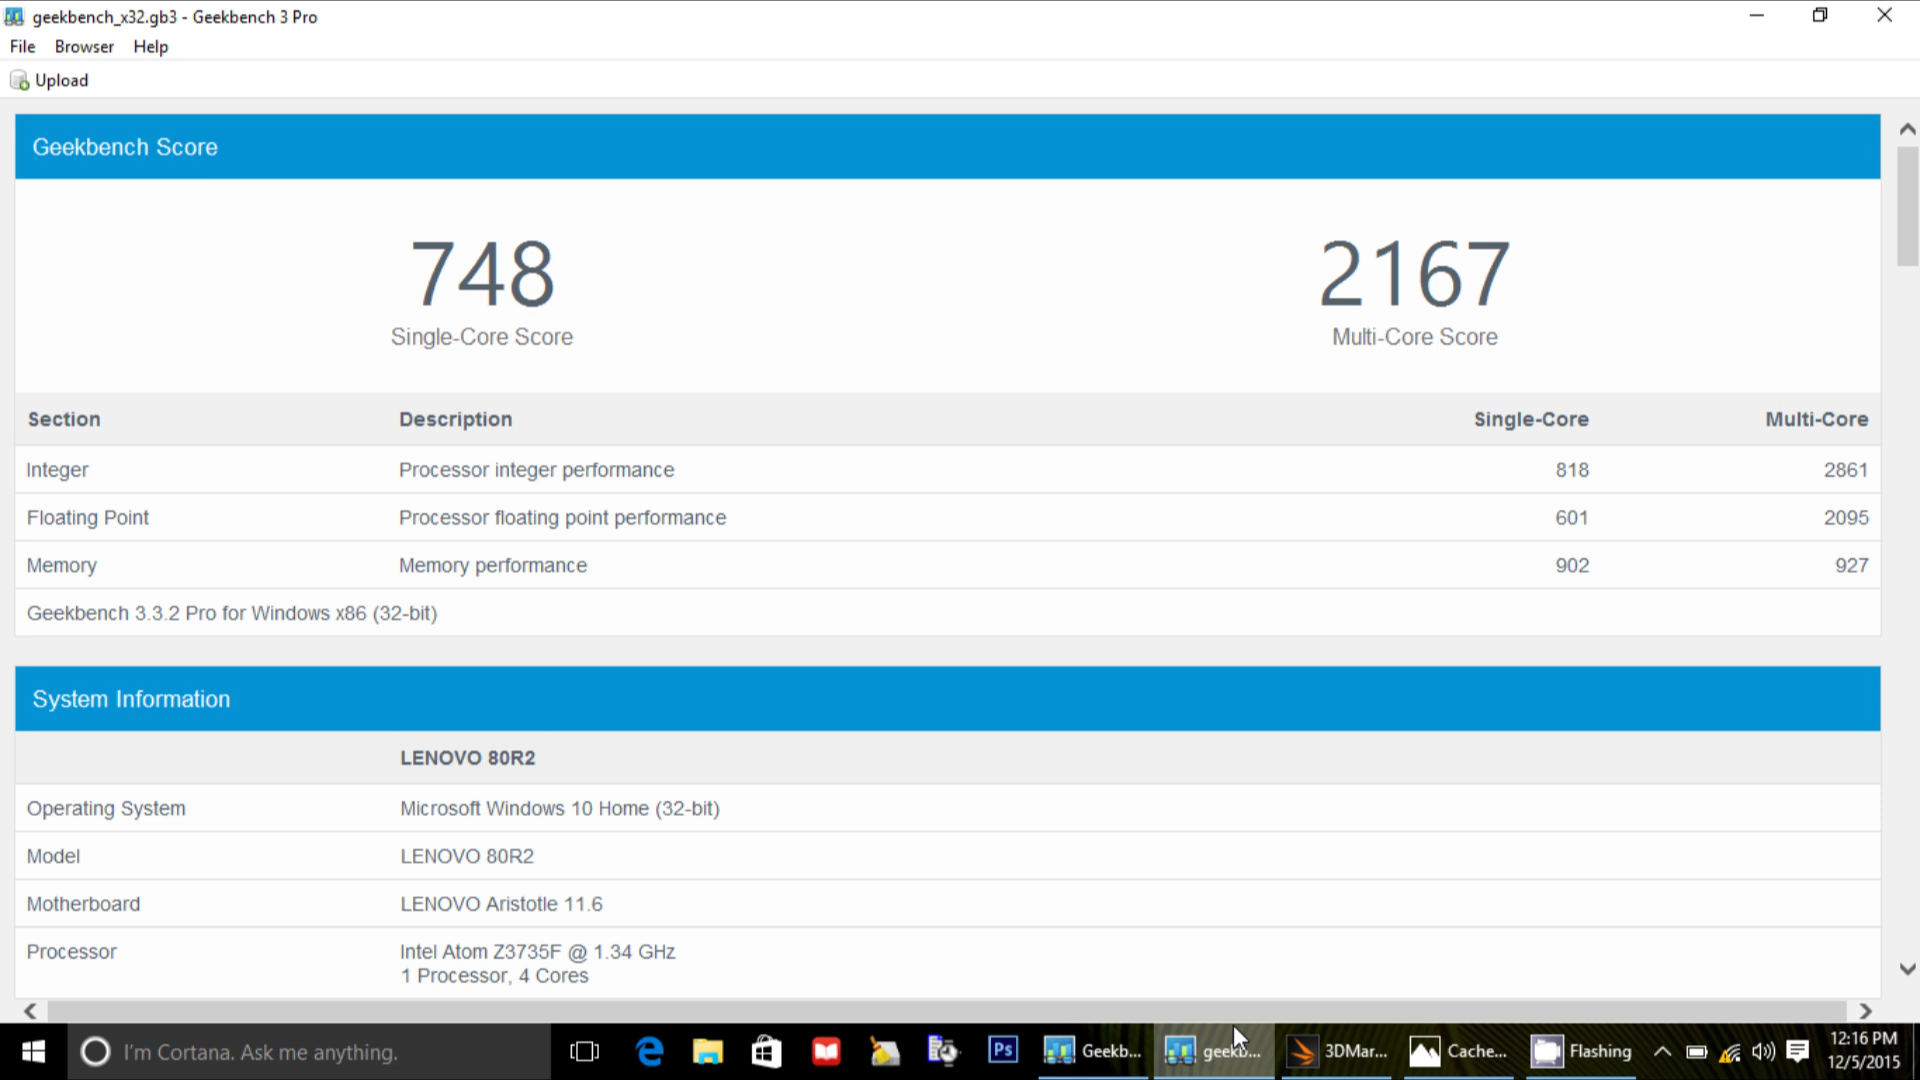 geekbench_x32.gb3 - Geekbench 3 Pro
File Browser Help
Upload
Geekbench Score
748 2167
Single-Core Score Multi-Core Score
Section Description Single-Core Multi-Core
Integer Processor integer performance 818 2861
Floating Point Processor floating point performance 601 2095
Memory Memory performance 902 927
Geekbench 3.3.2 Pro for Windows x86 (32-bit)
System Information
LENOVO 80R2
Operating System Microsoft Windows 10 Home (32-bit)
Model LENOVO 80R2
Motherboard LENOVO Aristotle 11.6
Processor Intel Atom Z3735F @ 1.34 GHz
1 Processor, 4 Cores
I'm Cortana. Ask me anything. Ps Geekb... geekb... 3DMar... Cache... Flashing 12:16 PM
12/5/2015